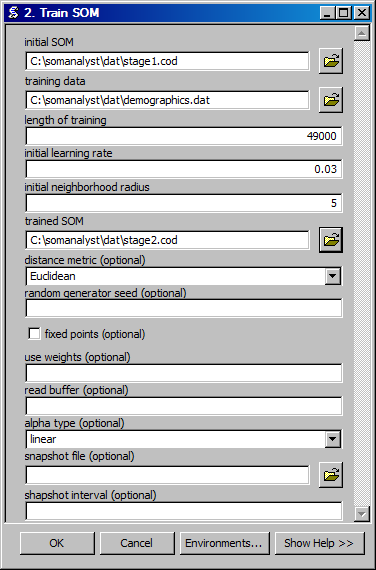 2. Train SOM
initial SOM
C:\somanalyst\dat\stage1.cod
training data
C:\somanalyst\dat\demographics.dat
length of training
49000
initial learning rate
0.03
initial neighborhood radius
5
trained SOM
C:\somanalyst\dat\stage2.cod
distance metric (optional)
Euclidean
random generator seed (optional)
fixed points (optional)
use weights (optional)
read buffer (optional)
alpha type (optional)
linear
snapshot file (optional)
shapshot interval (optional)
OK Cancel Environments... Show Help >>